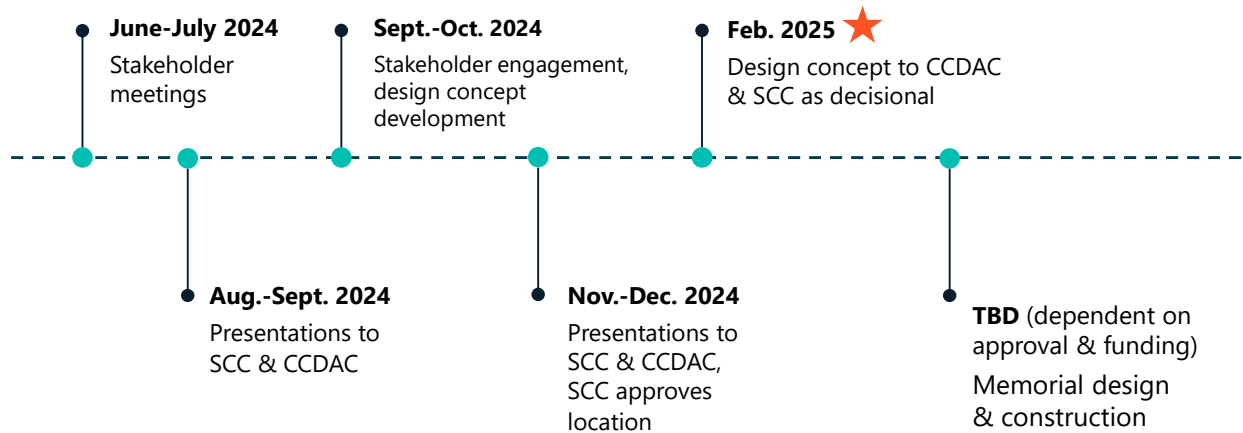 June-July 2024
Stakeholder
meetings
Sept.-Oct. 2024
Stakeholder engagement,
design concept
development
Feb. 2025
Design concept to CCDAC
& SCC as decisional
Aug.-Sept. 2024
Presentations to
SCC & CCDAC
Nov.-Dec. 2024
Presentations to
SCC & CCDAC,
SCC approves
location
TBD (dependent on
approval & funding)
Memorial design
& construction